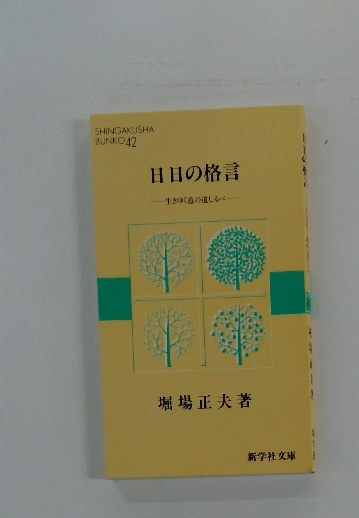 SHINGAKUSHA
BUNKO42
日日の格言
―生きゆく道の道しるべ―
堀場正夫著
新学社文庫